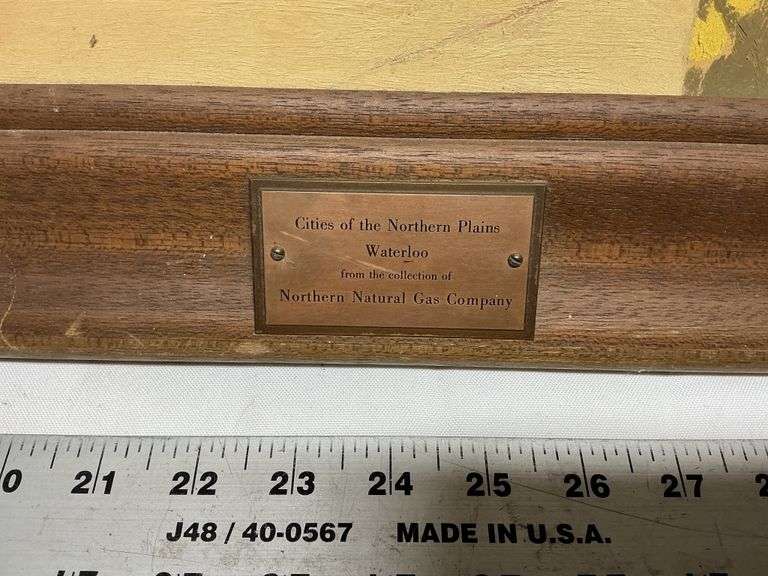 Cities of the Northern Plains
Waterloo
from the collection of
Northern Natural Gas Company
0 21 22 23 24 25 26 27 2
J48 / 40-0567 MADE IN U.S.A.